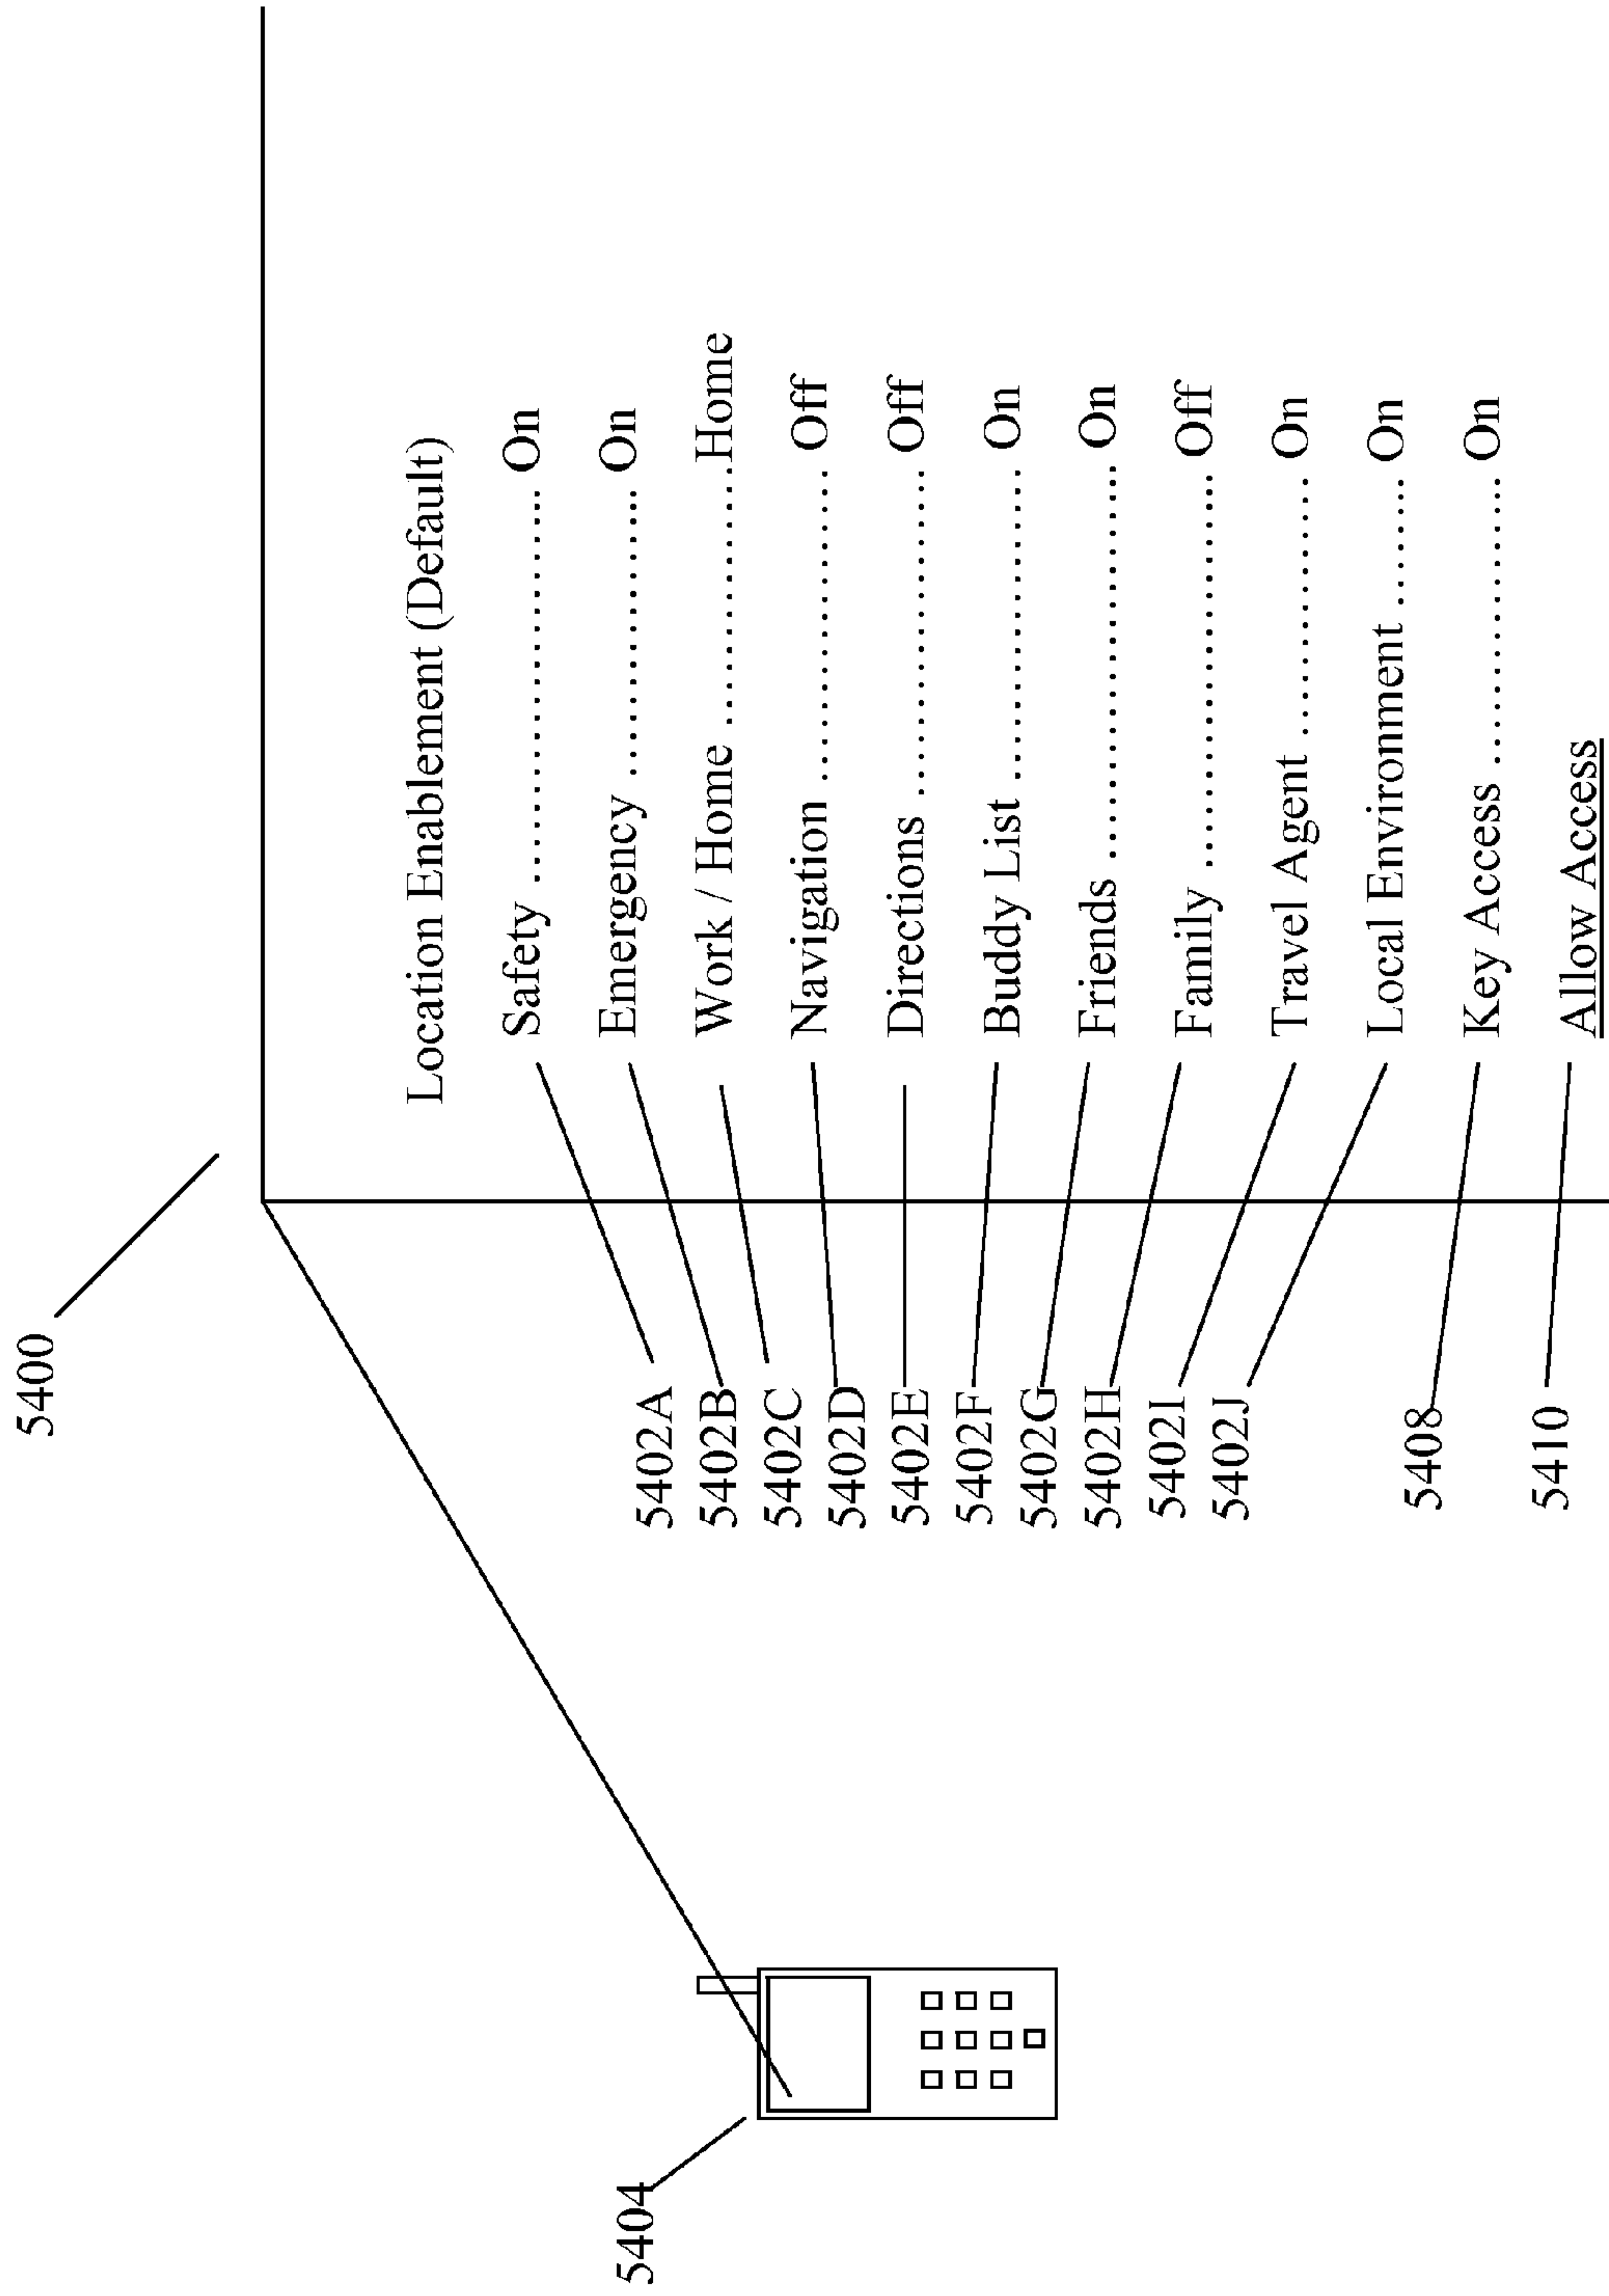 5400
Location Enablement (Default)
5402A Safety ........................ On
5402B Emergency .................. On
5402C Work / Home ...............Home
5402D Navigation .................. Off
5402E Directions ................... Off
5402F Buddy List .................. On
5402G Friends ....................... On
5402H Family ........................ Off
5402I Travel Agent ............... On
5402J Local Environment ........ On
5408 Key Access ................. On
5410 Allow Access
5404